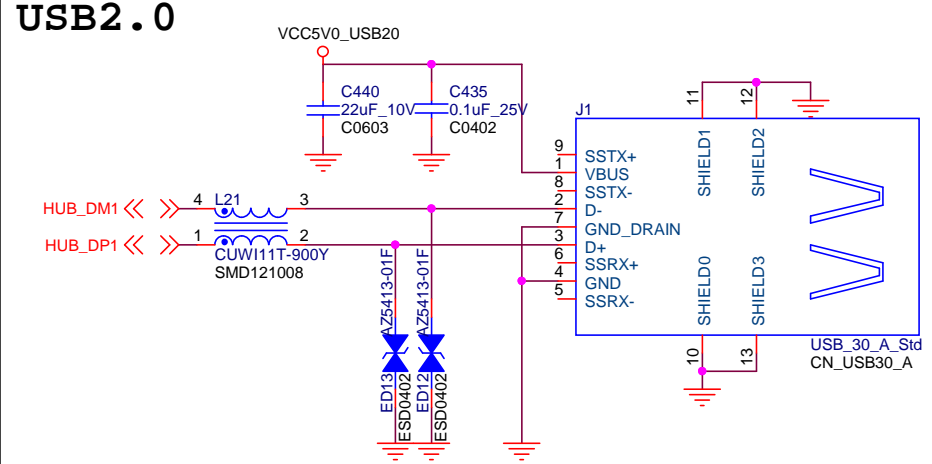 USB2.0
VCC5V0_USB20
C440
22uF_10V
C0603
C435
0.1uF_25V
C0402
J1
11
12
SHIELD1
SHIELD2
9
SSTX+
1
VBUS
8
SSTX-
2
D-
7
GND_DRAIN
3
D+
6
SSRX+
4
GND
5
SSRX-
SHIELD0
SHIELD3
10
13
USB_30_A_Std
CN_USB30_A
HUB_DM1
4
L21
3
HUB_DP1
1
2
CUWI11T-900Y
SMD121008
AZ5413-01F
ED13
ESD0402
AZ5413-01F
ED12
ESD0402